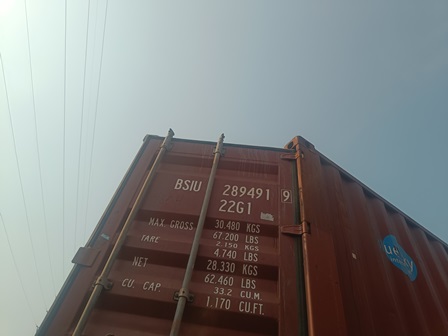 BSIU 289491 9
22G1
MAX. GROSS 30.480 KGS
67.200 LBS
TARE 2.150 KGS
4.740 LBS
NET 28.330 KGS
62.460 LBS
CU. CAP. 33.2 CU.M.
1.170 CU.FT.